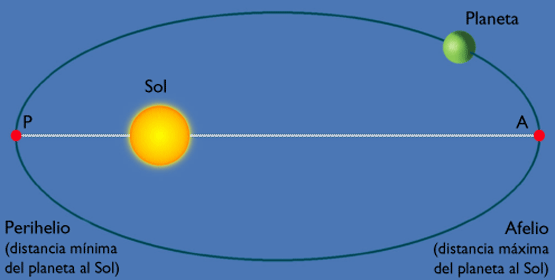 Planeta
Sol
P
A
Perihelio
(distancia mínima
del planeta al Sol)
Afelio
(distancia máxima
del planeta al Sol)